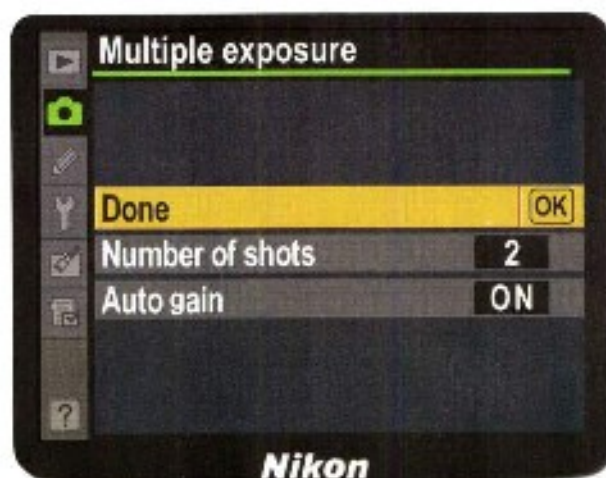 Multiple exposure
Done OK
Number of shots 2
Auto gain ON
?
Nikon